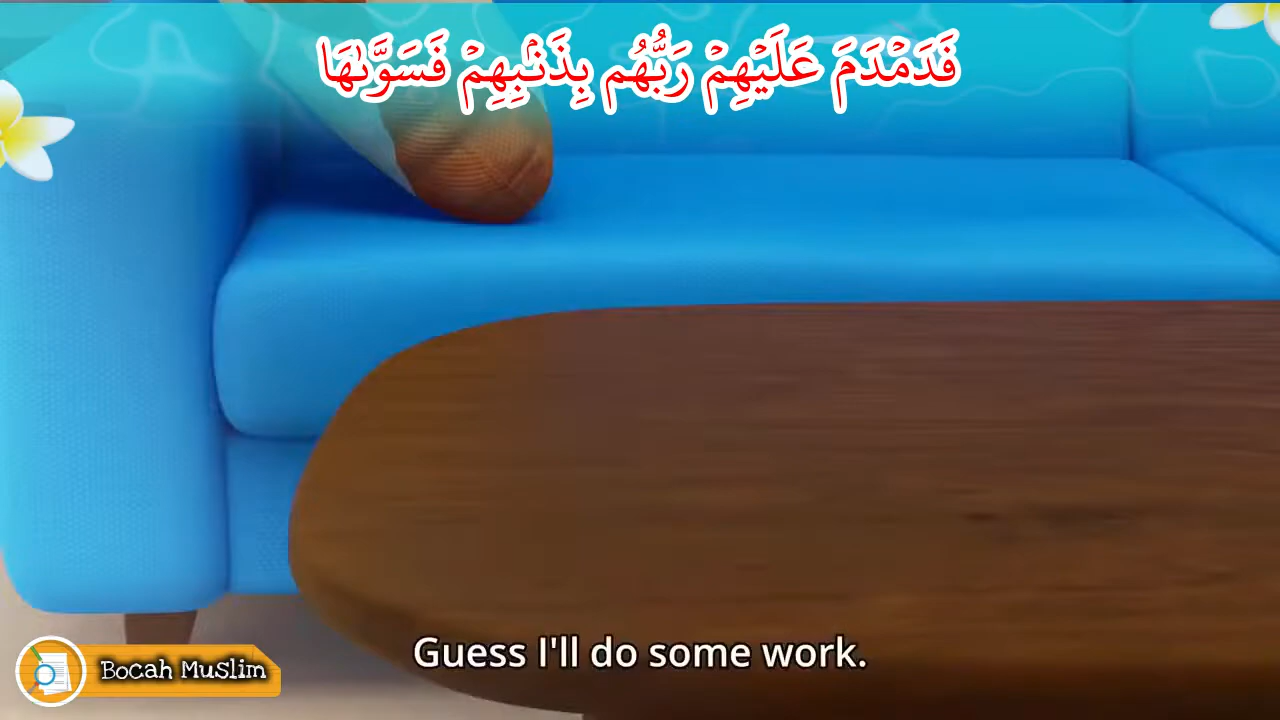 فَدَمْدَمَ عَلَيْهِمْ رَبُّهُم بِذَنۢبِهِمْ فَسَوَّىٰهَا
Guess I'll do some work.
Bocah Muslim